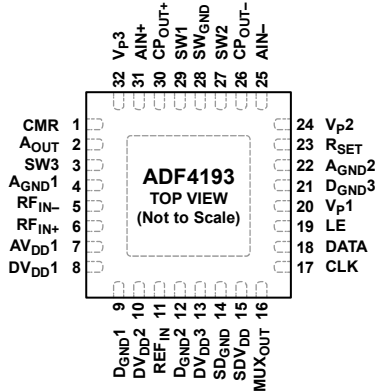 VP3
AIN+
CPOUT+
SW1
SWGND
SW2
CPOUT–
AIN–
32 31 30 29 28 27 26 25
CMR 1
AOUT 2
SW3 3
AGND1 4
RFIN– 5
RFIN+ 6
AVDD1 7
DVDD1 8
ADF4193
TOP VIEW
(Not to Scale)
24 VP2
23 RSET
22 AGND2
21 DGND3
20 VP1
19 LE
18 DATA
17 CLK
9 10 11 12 13 14 15 16
DGND1
DVDD2
REFIN
DGND2
DVDD3
SDGND
SDVDD
MUXOUT